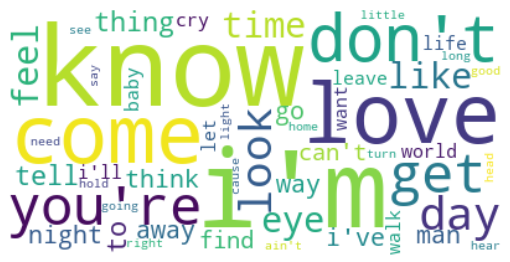 thing
cry
time
see
little
life
long
say
good
know
don't
feel
baby
leave
like
want
love
come
look
go
home
light
let
need
can't
turn
world
tell
i'll
hold
think
cause
way
get
head
i'm
you're
eye
day
to
going
night
away
right
find
ain't
i've
walk
man
hear